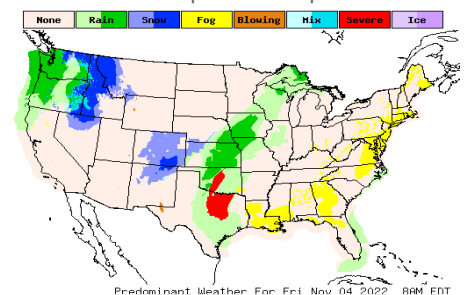 None Rain Snow Fog Blowing Mix Severe Ice
Predominant Weather For Fri Nov 04 2022 8AM EDT